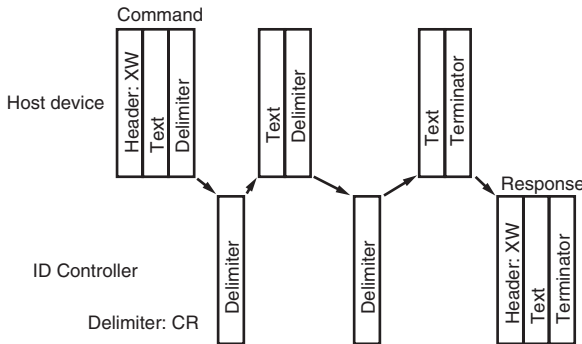 Command
Host device
Header: XW
Text
Delimiter
Text
Delimiter
Text
Terminator
Response
ID Controller
Delimiter
Delimiter
Header: XW
Text
Terminator
Delimiter: CR